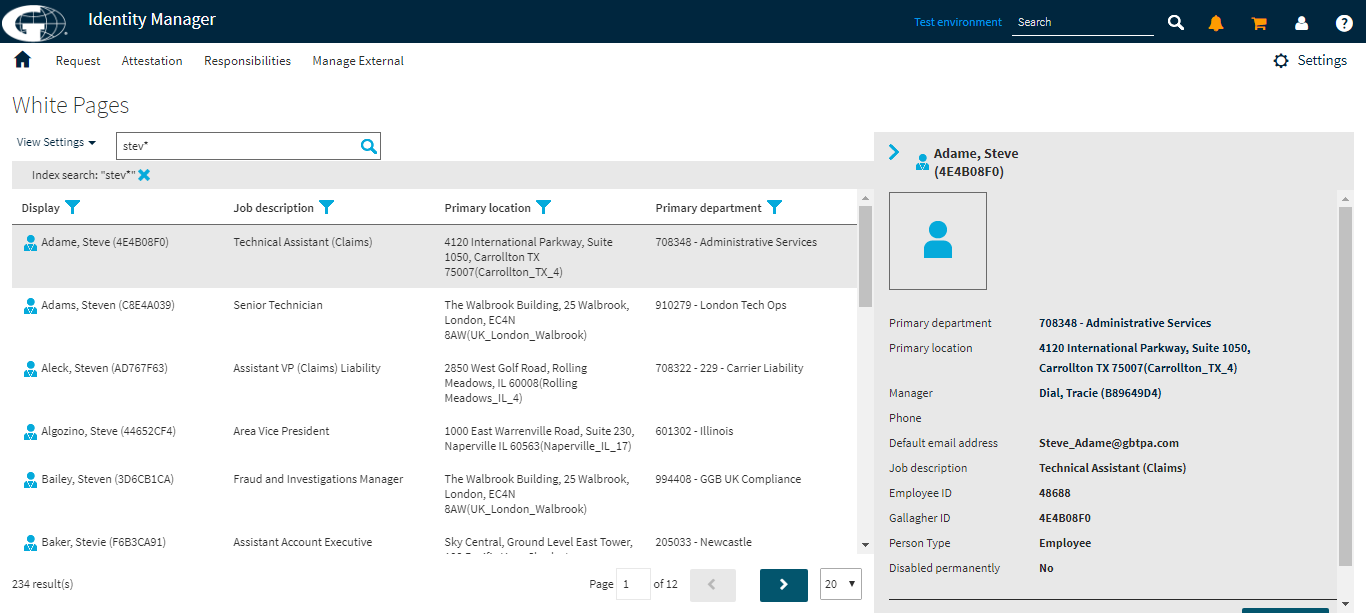 Identity Manager
Test environment
Search
Request
Attestation
Responsibilities
Manage External
Settings
White Pages
View Settings
stev*
Index search: "stev*"
Display
Job description
Primary location
Primary department
Adame, Steve (4E4B08F0)
Technical Assistant (Claims)
4120 International Parkway, Suite
1050, Carrollton TX
75007(Carrollton_TX_4)
708348 - Administrative Services
Adams, Steven (C8E4A039)
Senior Technician
The Walbrook Building, 25 Walbrook,
London, EC4N
8AW(UK_London_Walbrook)
910279 - London Tech Ops
Aleck, Steven (AD767F63)
Assistant VP (Claims) Liability
2850 West Golf Road, Rolling
Meadows, IL 60008(Rolling
Meadows_IL_4)
708322 - 229 - Carrier Liability
Algozino, Steve (44652CF4)
Area Vice President
1000 East Warrenville Road, Suite 230,
Naperville IL 60563(Naperville_IL_17)
601302 - Illinois
Bailey, Steven (3D6CB1CA)
Fraud and Investigations Manager
The Walbrook Building, 25 Walbrook,
London, EC4N
8AW(UK_London_Walbrook)
994408 - GGB UK Compliance
Baker, Stevie (F6B3CA91)
Assistant Account Executive
Sky Central, Ground Level East Tower,
205033 - Newcastle
234 result(s)
Page 1 of 12
20
Adame, Steve
(4E4B08F0)
Primary department
708348 - Administrative Services
Primary location
4120 International Parkway, Suite 1050,
Carrollton TX 75007(Carrollton_TX_4)
Manager
Dial, Tracie (B89649D4)
Phone
Default email address
Steve_Adame@gbtpa.com
Job description
Technical Assistant (Claims)
Employee ID
48688
Gallagher ID
4E4B08F0
Person Type
Employee
Disabled permanently
No